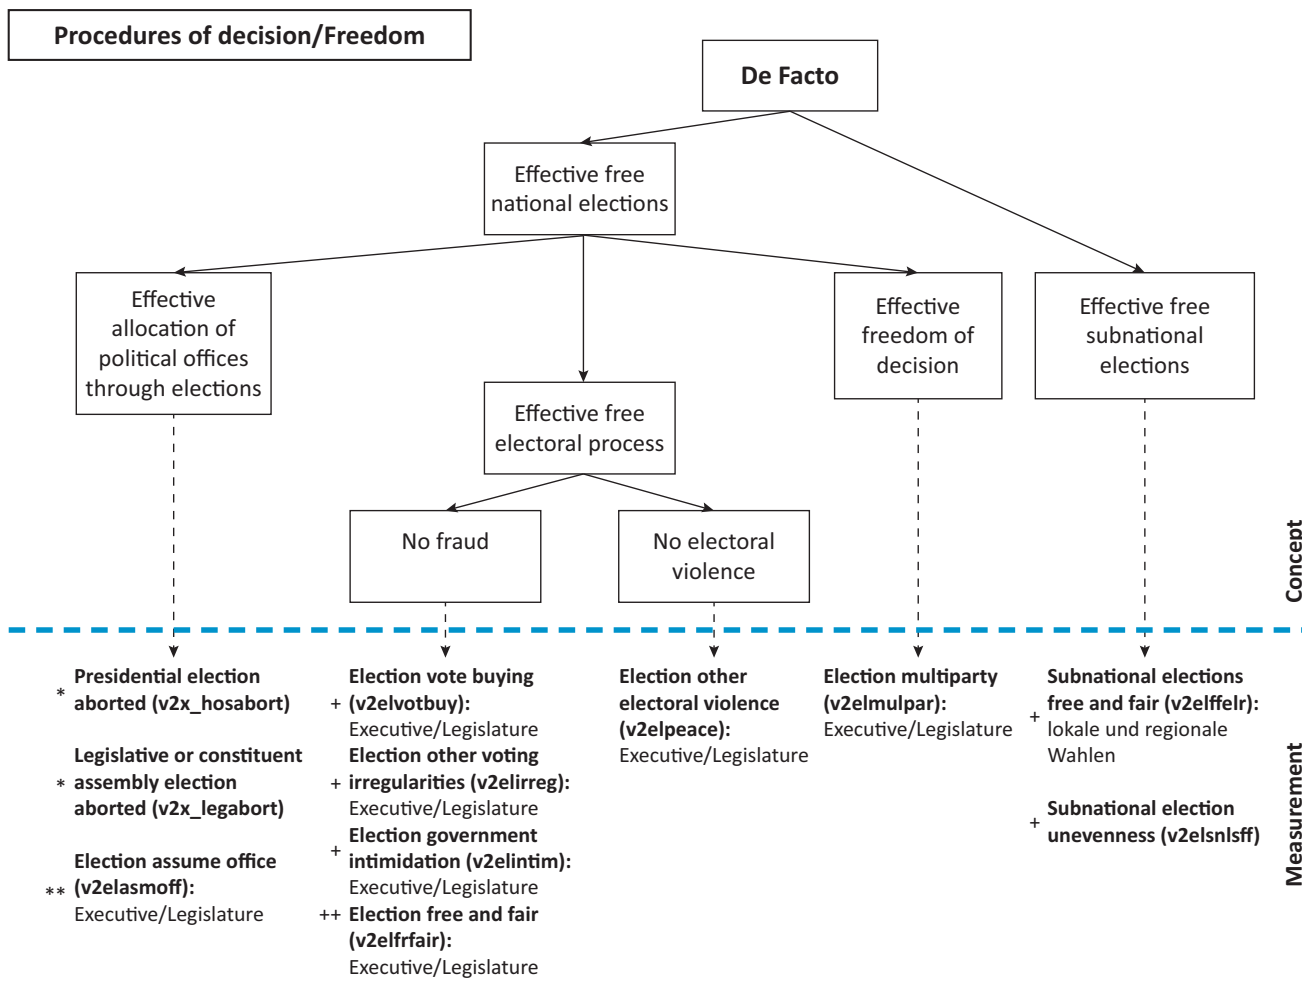 Procedures of decision/Freedom
De Facto
Effective free
national elections
Effective
allocation of
political offices
through elections
Effective
freedom of
decision
Effective free
subnational
elections
Effective free
electoral process
No fraud
No electoral
violence
Concept
Presidential election
* aborted (v2x_hosabort)
Legislative or constituent
* assembly election
aborted (v2x_legabort)
Election assume office
** (v2elasmoff):
Executive/Legislature
Election vote buying
+ (v2elvotbuy):
Executive/Legislature
Election other voting
+ irregularities (v2elirreg):
Executive/Legislature
Election government
+ intimidation (v2elintim):
Executive/Legislature
++ Election free and fair
(v2elfrfair):
Executive/Legislature
Election other
electoral violence
(v2elpeace):
Executive/Legislature
Election multiparty
(v2elmulpar):
Executive/Legislature
Subnational elections
free and fair (v2elffelr):
+ lokale und regionale
Wahlen
Subnational election
+ unevenness (v2elsnlsff)
Measurement